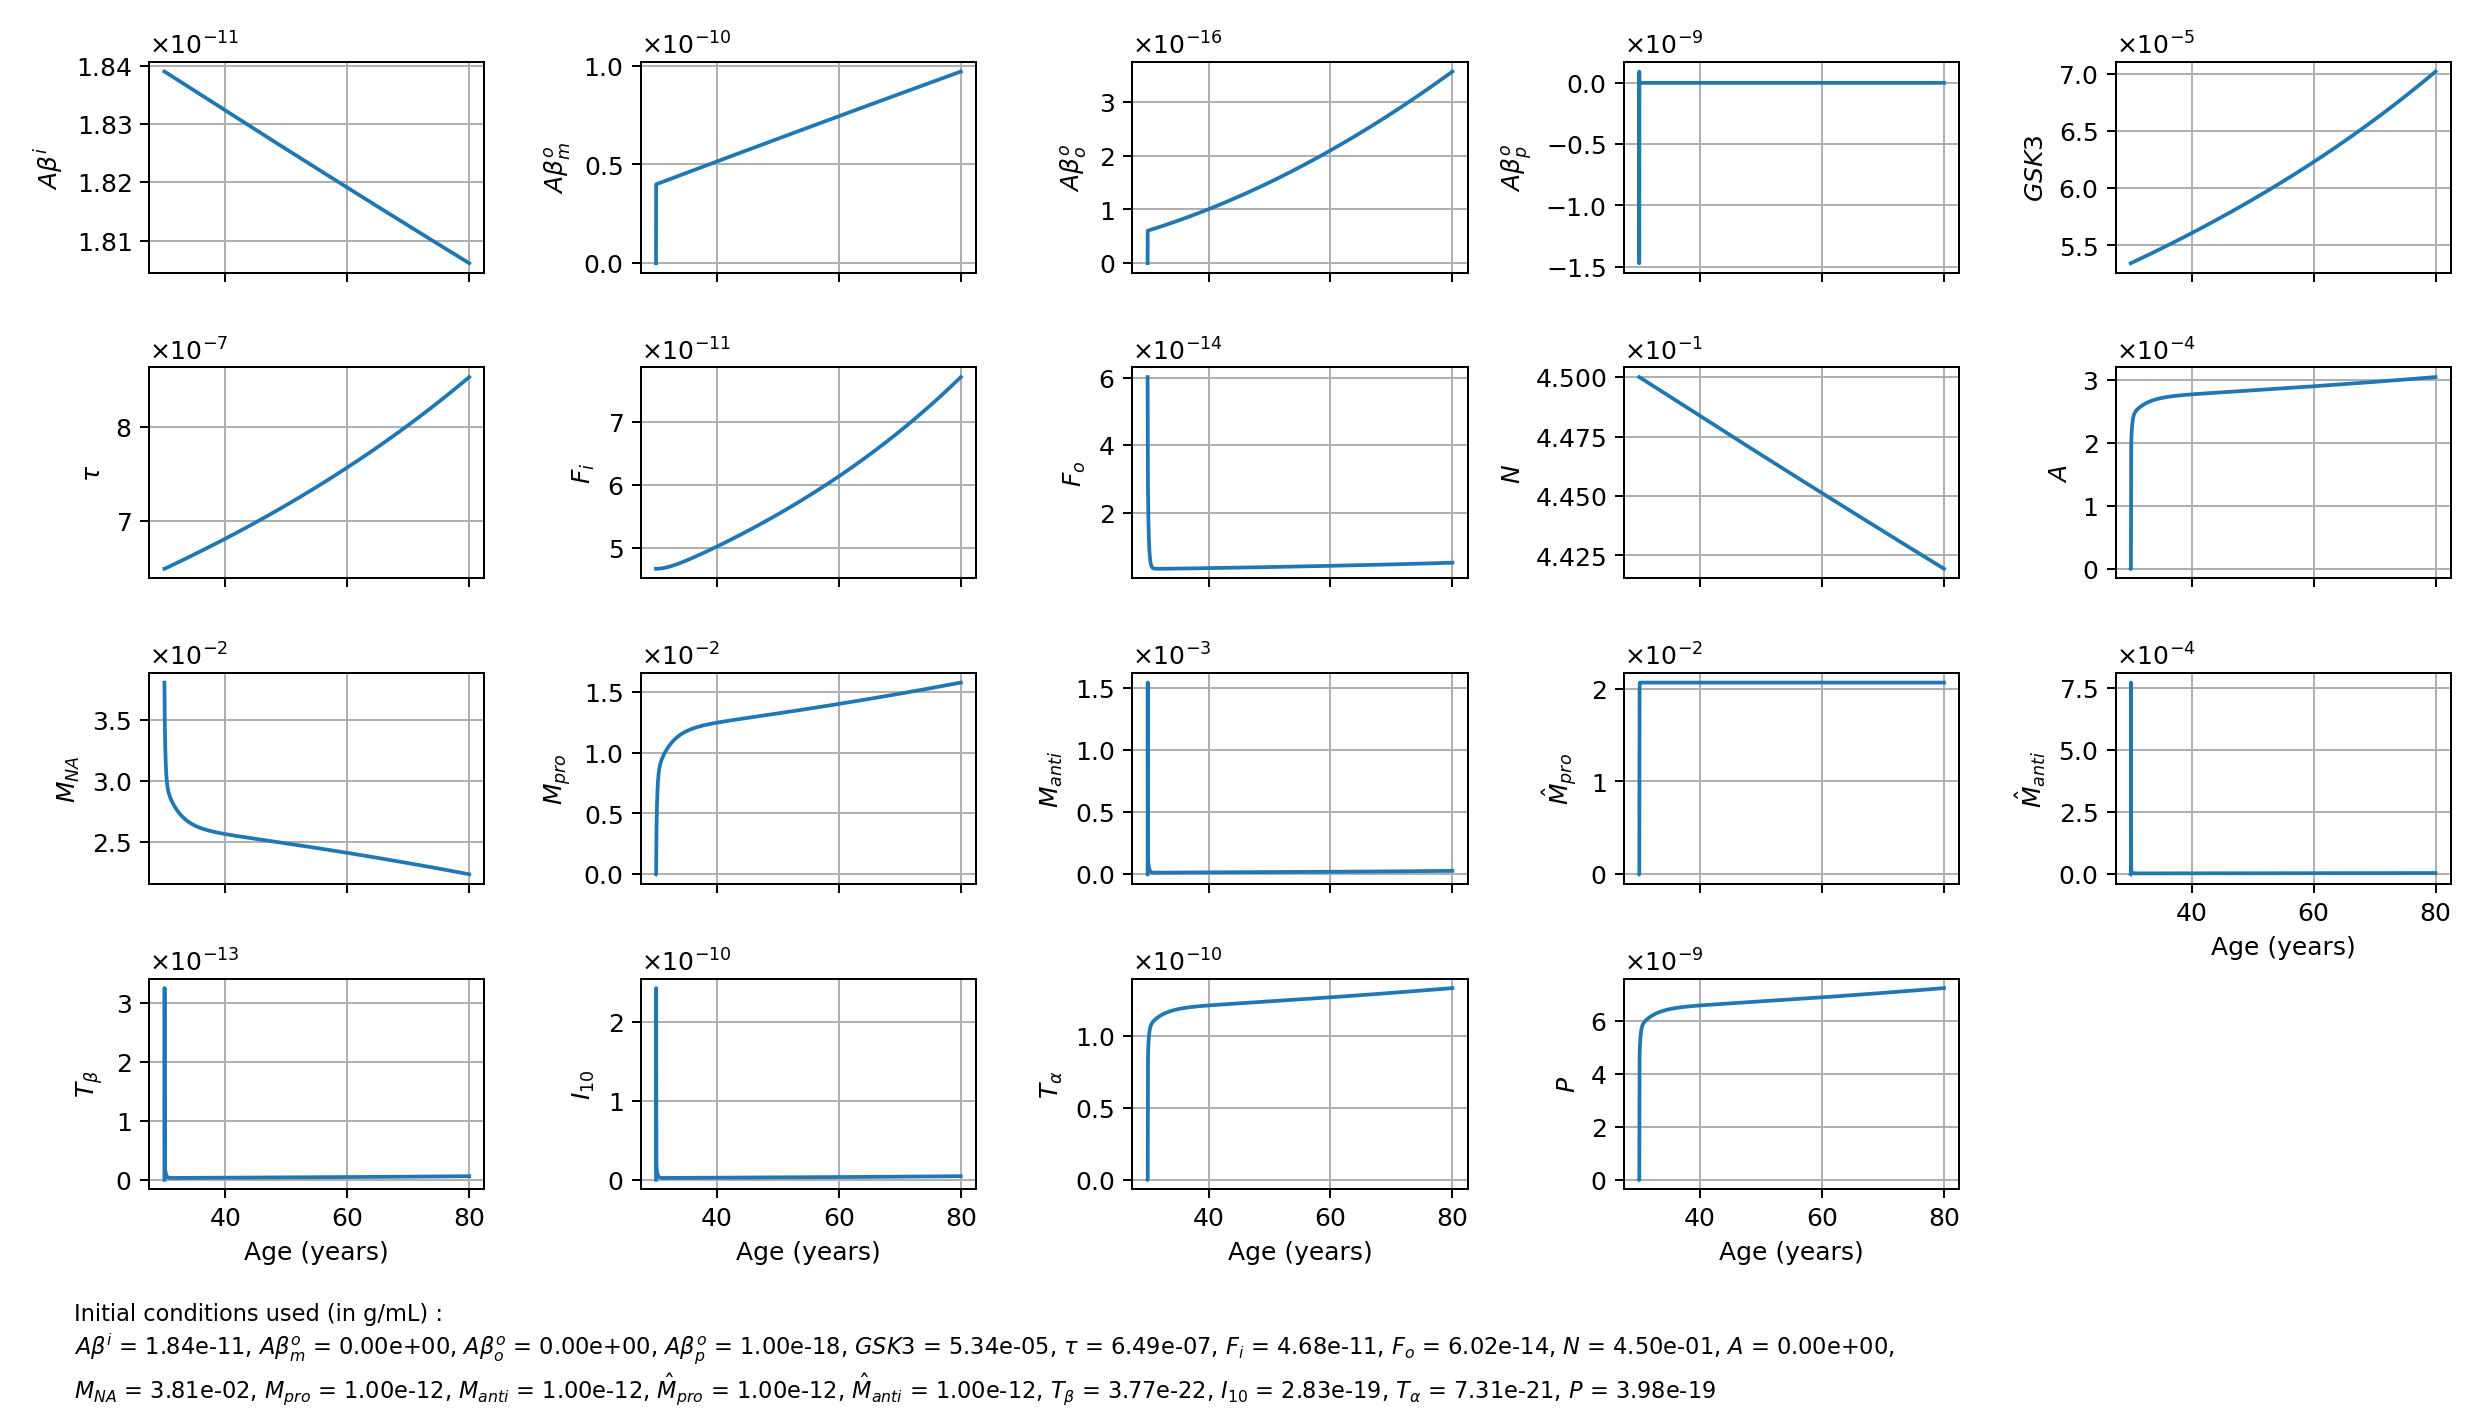 ×10⁻¹¹ ×10⁻¹⁰ ×10⁻¹⁶ ×10⁻⁹ ×10⁻⁵
Aβⁱ 1.84 1.83 1.82 1.81
Aβₘᵒ 1.0 0.5 0.0
Aβₒᵒ 3 2 1 0
Aβₚᵒ 0.0 −0.5 −1.0 −1.5
GSK3 7.0 6.5 6.0 5.5
×10⁻⁷ ×10⁻¹¹ ×10⁻¹⁴ ×10⁻¹ ×10⁻⁴
τ 8 7
Fᵢ 7 6 5
Fₒ 6 4 2
N 4.500 4.475 4.450 4.425
A 3 2 1 0
×10⁻² ×10⁻² ×10⁻³ ×10⁻² ×10⁻⁴
M_NA 3.5 3.0 2.5
M_pro 1.5 1.0 0.5 0.0
M_anti 1.5 1.0 0.5 0.0
M̂_pro 2 1 0
M̂_anti 7.5 5.0 2.5 0.0
40 60 80
Age (years)
×10⁻¹³ ×10⁻¹⁰ ×10⁻¹⁰ ×10⁻⁹
T_β 3 2 1 0
I₁₀ 2 1 0
T_α 1.0 0.5 0.0
P 6 4 2 0
40 60 80 40 60 80 40 60 80 40 60 80
Age (years) Age (years) Age (years) Age (years)
Initial conditions used (in g/mL) :
Aβⁱ = 1.84e-11, Aβₘᵒ = 0.00e+00, Aβₒᵒ = 0.00e+00, Aβₚᵒ = 1.00e-18, GSK3 = 5.34e-05, τ = 6.49e-07, Fᵢ = 4.68e-11, Fₒ = 6.02e-14, N = 4.50e-01, A = 0.00e+00,
M_NA = 3.81e-02, M_pro = 1.00e-12, M_anti = 1.00e-12, M̂_pro = 1.00e-12, M̂_anti = 1.00e-12, T_β = 3.77e-22, I₁₀ = 2.83e-19, T_α = 7.31e-21, P = 3.98e-19